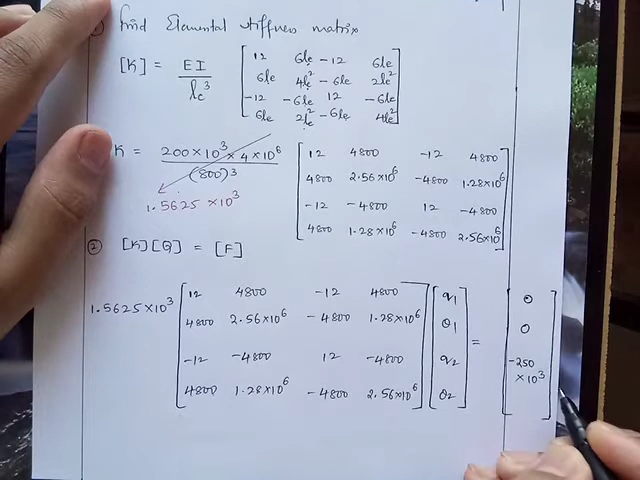 ① Find Elemental stiffness matrix
[K] = EI / le³ [ 12 6le -12 6le
6le 4le² -6le 2le²
-12 -6le 12 -6le
6le 2le² -6le 4le² ]
K = 200×10³ × 4×10⁶ / (800)³ [ 12 4800 -12 4800
4800 2.56×10⁶ -4800 1.28×10⁶
1.5625 ×10³
-12 -4800 12 -4800
4800 1.28×10⁶ -4800 2.56×10⁶ ]
② [K][Q] = [F]
1.5625×10³ [ 12 4800 -12 4800 ] [ q1 ] = [ 0 ]
4800 2.56×10⁶ -4800 1.28×10⁶ θ1 0
-12 -4800 12 -4800 q2 -250 ×10³
4800 1.28×10⁶ -4800 2.56×10⁶ θ2